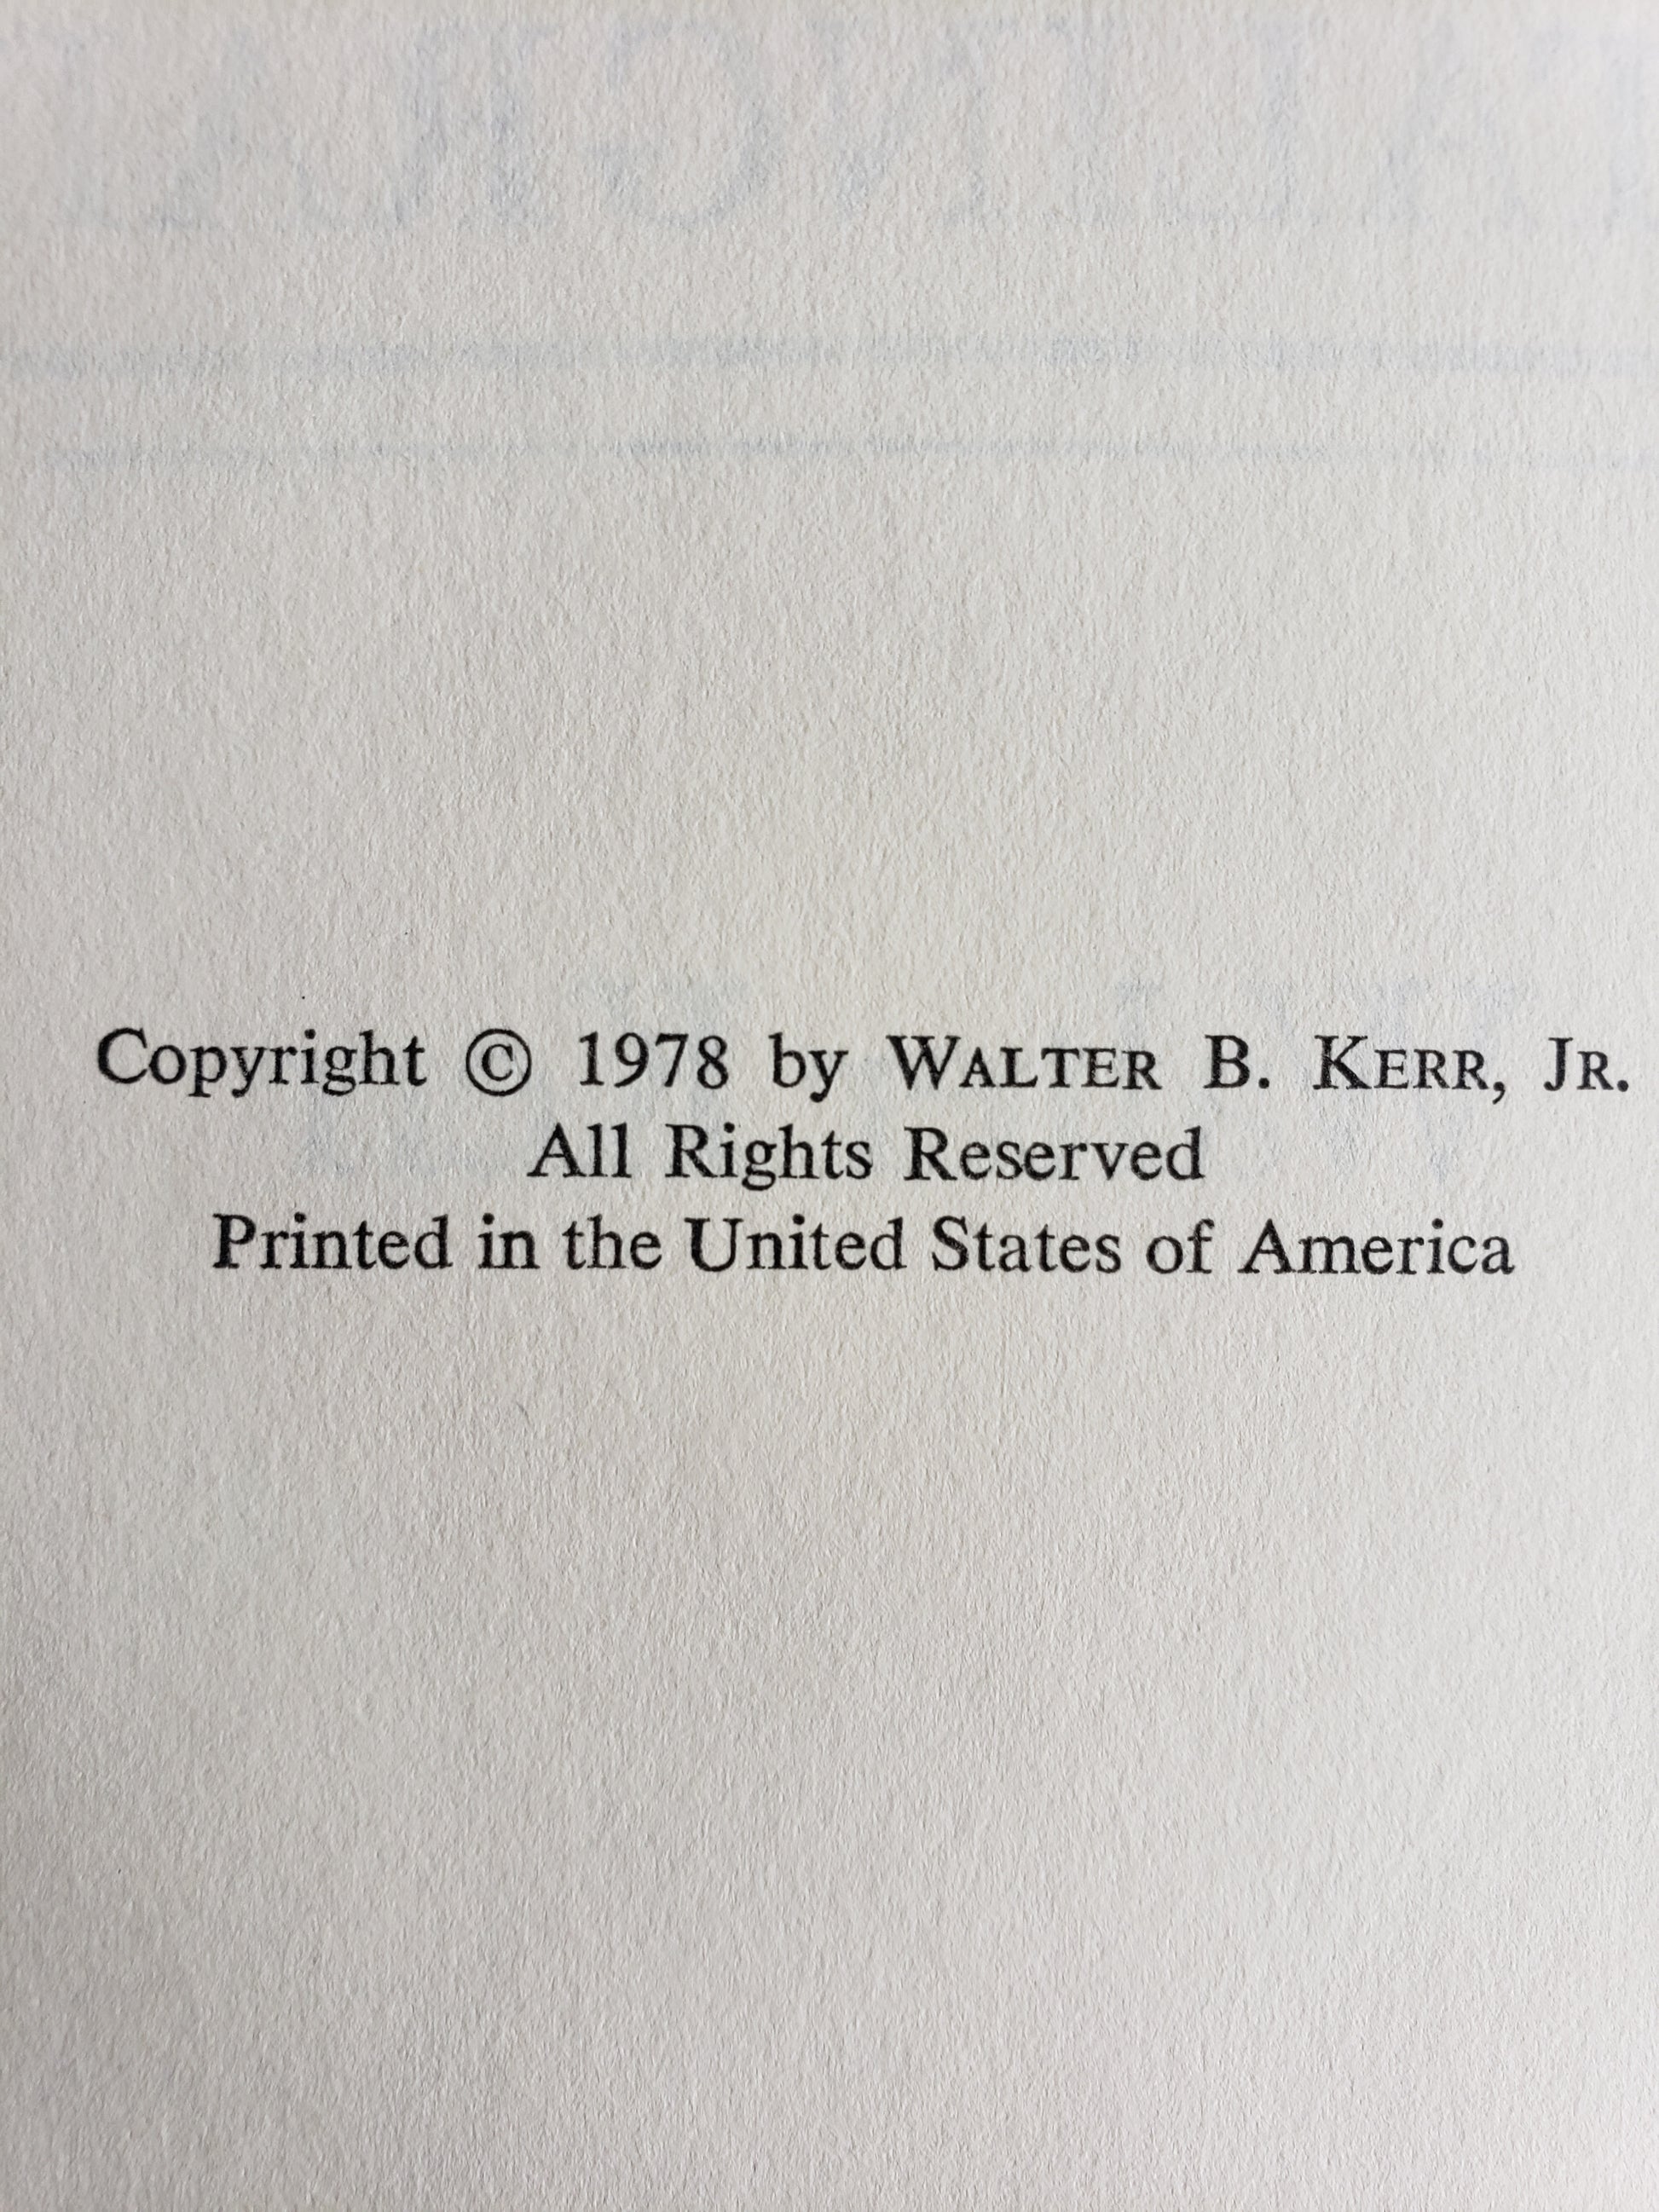 Copyright © 1978 by WALTER B. KERR, JR.
All Rights Reserved
Printed in the United States of America